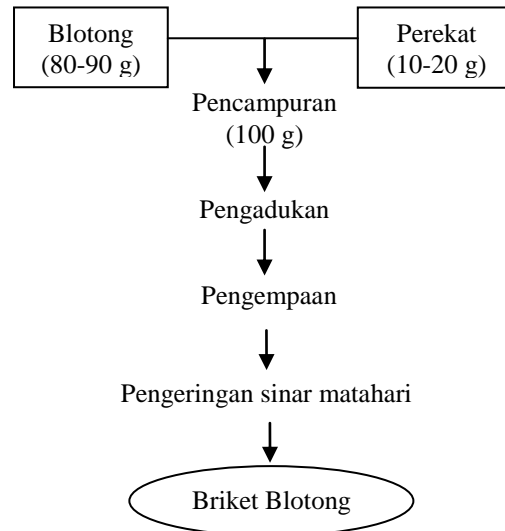 Blotong
(80-90 g)
Perekat
(10-20 g)
Pencampuran
(100 g)
Pengadukan
Pengempaan
Pengeringan sinar matahari
Briket Blotong